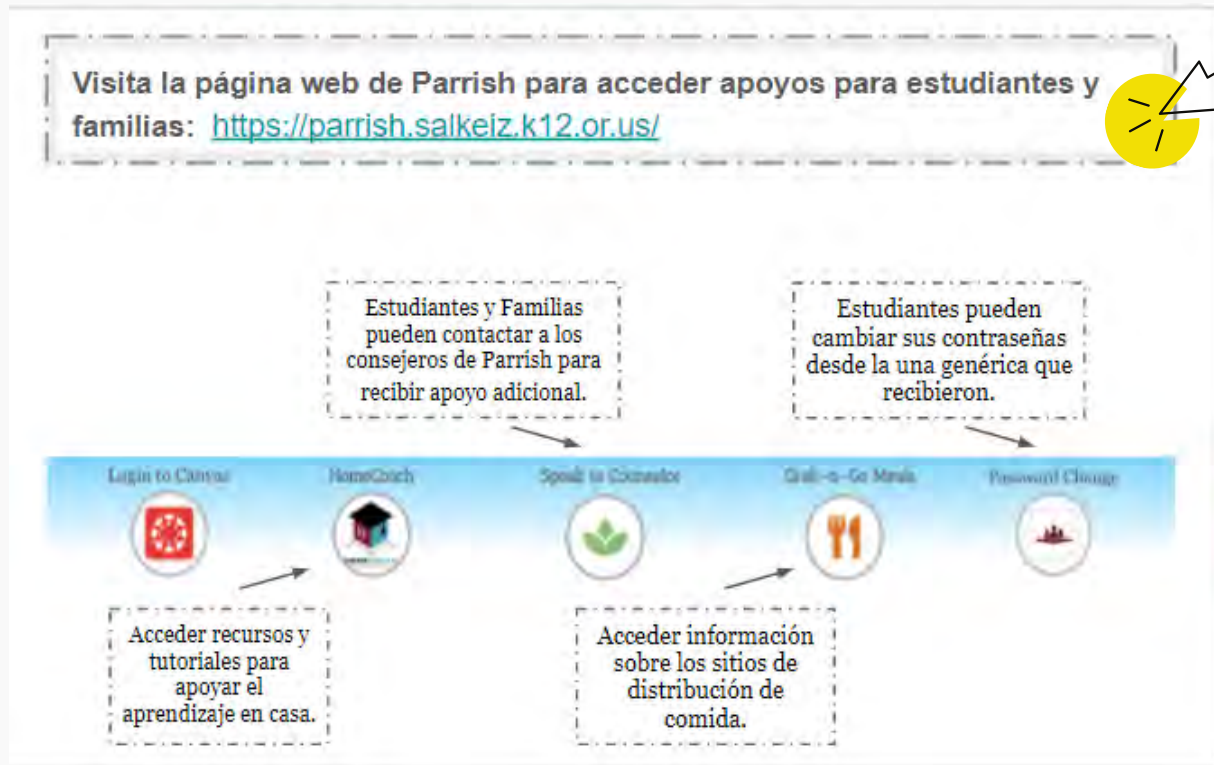 Visita la página web de Parrish para acceder apoyos para estudiantes y
familias: https://parrish.salkeiz.k12.or.us/
Estudiantes y Familias
pueden contactar a los
consejeros de Parrish para
recibir apoyo adicional.
Estudiantes pueden
cambiar sus contraseñas
desde la una genérica que
recibieron.
Login to Canvas
HomeCoach
Speak to Counselor
Grab-n-Go Meals
Password Change
Acceder recursos y
tutoriales para
apoyar el
aprendizaje en casa.
Acceder información
sobre los sitios de
distribución de
comida.